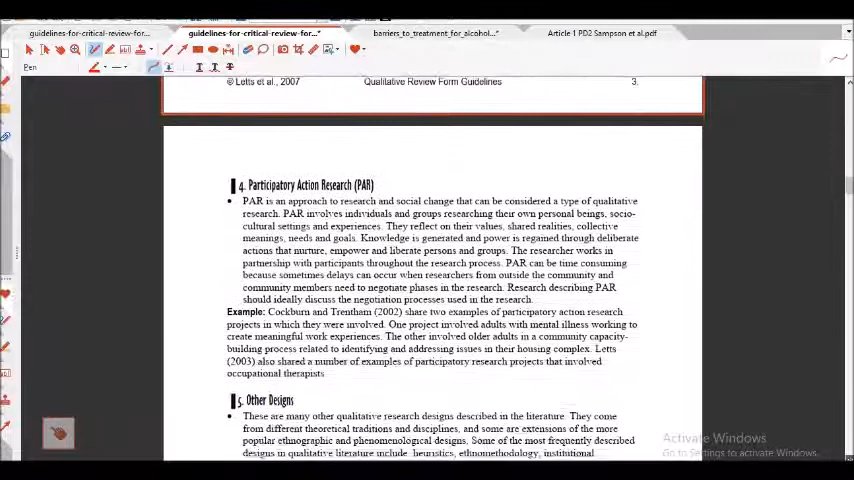 guidelines-for-critical-review-for-...
guidelines-for-critical-review-for-...*
barriers_to_treatment_for_alcohol...*
Article 1 PD2 Sampson et al.pdf
Pen
© Letts et al., 2007 Qualitative Review Form Guidelines 3.
4. Participatory Action Research (PAR)
• PAR is an approach to research and social change that can be considered a type of qualitative
research. PAR involves individuals and groups researching their own personal beings, socio-
cultural settings and experiences. They reflect on their values, shared realities, collective
meanings, needs and goals. Knowledge is generated and power is regained through deliberate
actions that nurture, empower and liberate persons and groups. The researcher works in
partnership with participants throughout the research process. PAR can be time consuming
because sometimes delays can occur when researchers from outside the community and
community members need to negotiate phases in the research. Research describing PAR
should ideally discuss the negotiation processes used in the research.
Example: Cockburn and Trentham (2002) share two examples of participatory action research
projects in which they were involved. One project involved adults with mental illness working to
create meaningful work experiences. The other involved older adults in a community capacity-
building process related to identifying and addressing issues in their housing complex. Letts
(2003) also shared a number of examples of participatory research projects that involved
occupational therapists
5. Other Designs
• These are many other qualitative research designs described in the literature. They come
from different theoretical traditions and disciplines, and some are extensions of the more
popular ethnographic and phenomenological designs. Some of the most frequently described
designs in qualitative literature include heuristics, ethnomethodology, institutional
Activate Windows
Go to Settings to activate Windows.